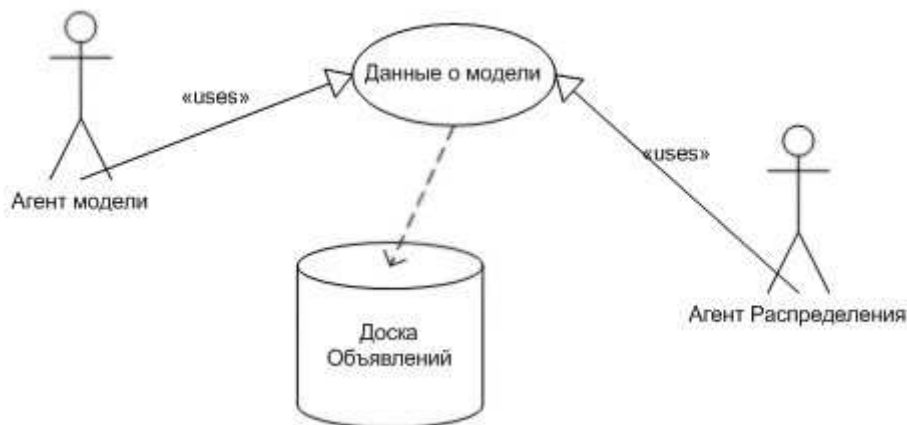 Данные о модели
«uses»
«uses»
Агент модели
Агент Распределения
Доска
Объявлений